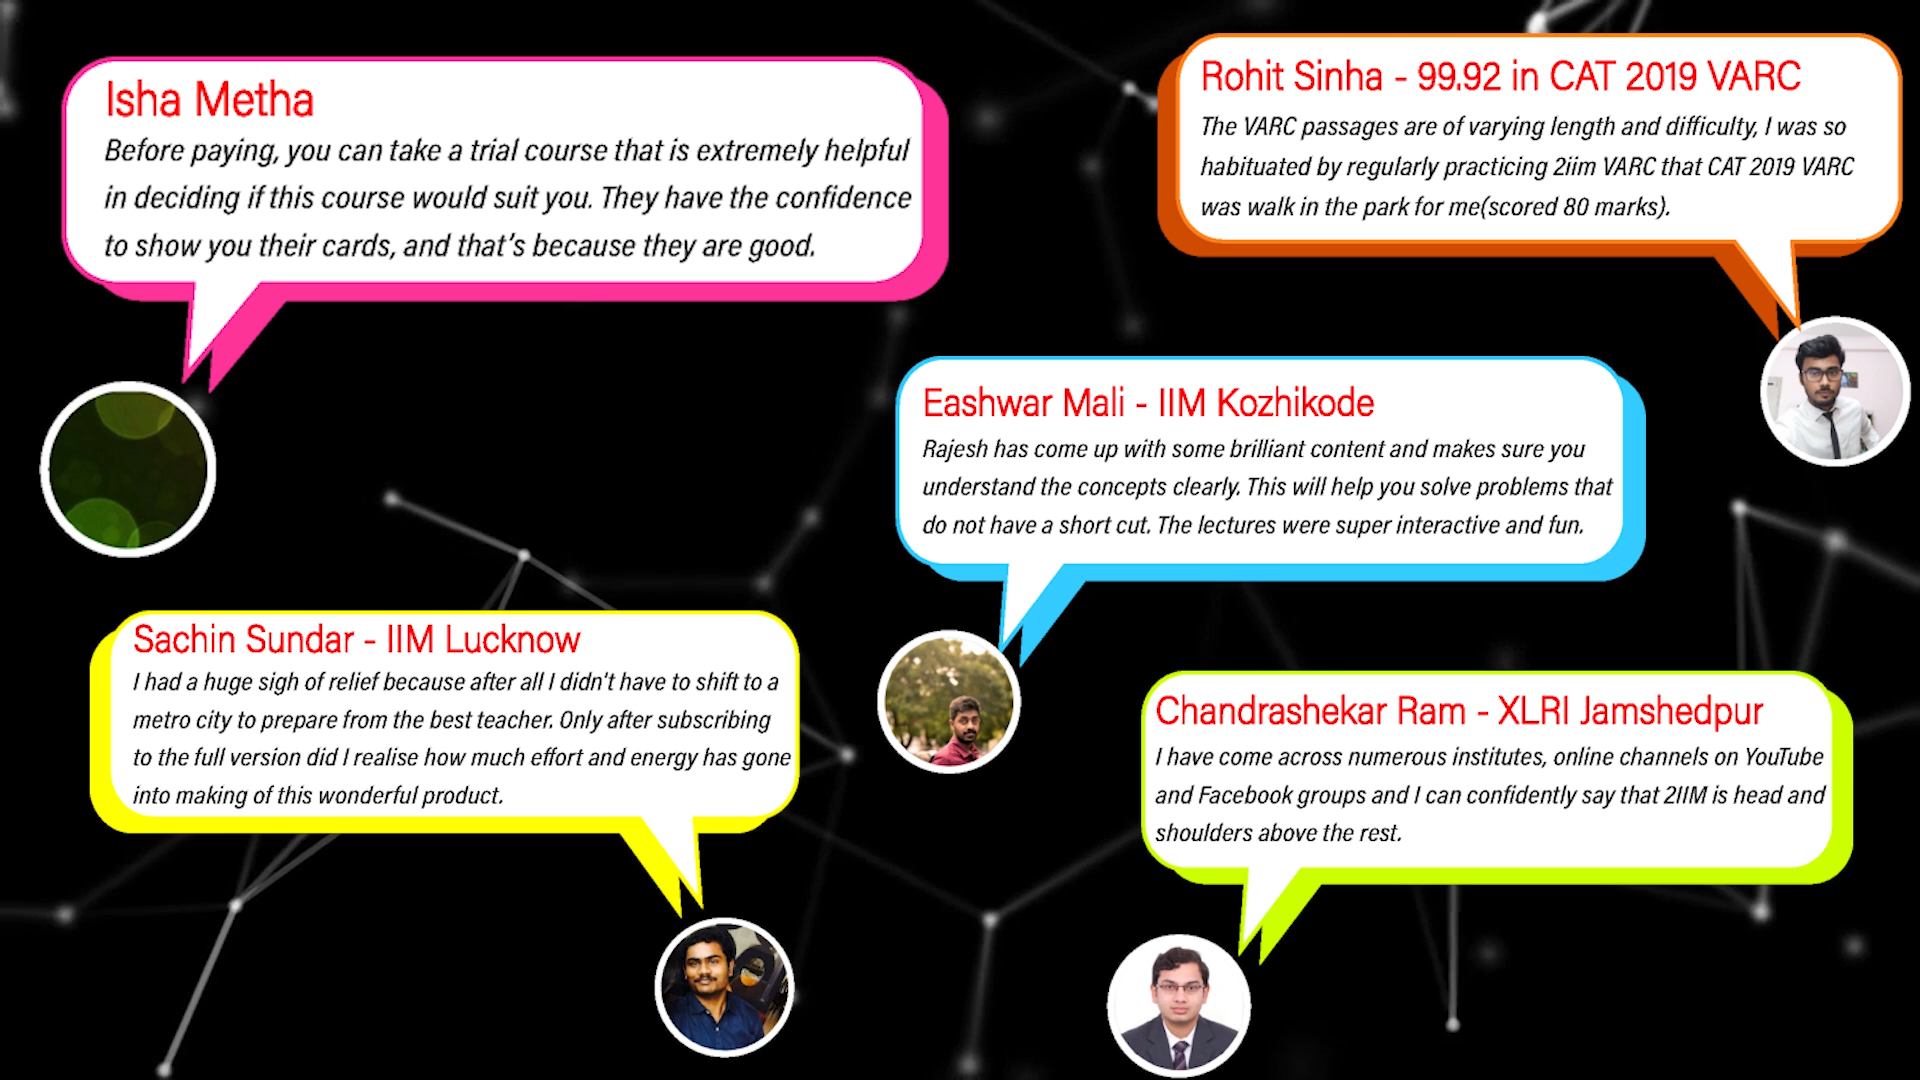 Isha Metha
Before paying, you can take a trial course that is extremely helpful
in deciding if this course would suit you. They have the confidence
to show you their cards, and that's because they are good.
Rohit Sinha - 99.92 in CAT 2019 VARC
The VARC passages are of varying length and difficulty, I was so
habituated by regularly practicing 2iim VARC that CAT 2019 VARC
was walk in the park for me(scored 80 marks).
Eashwar Mali - IIM Kozhikode
Rajesh has come up with some brilliant content and makes sure you
understand the concepts clearly. This will help you solve problems that
do not have a short cut. The lectures were super interactive and fun.
Sachin Sundar - IIM Lucknow
I had a huge sigh of relief because after all I didn't have to shift to a
metro city to prepare from the best teacher. Only after subscribing
to the full version did I realise how much effort and energy has gone
into making of this wonderful product.
Chandrashekar Ram - XLRI Jamshedpur
I have come across numerous institutes, online channels on YouTube
and Facebook groups and I can confidently say that 2IIM is head and
shoulders above the rest.